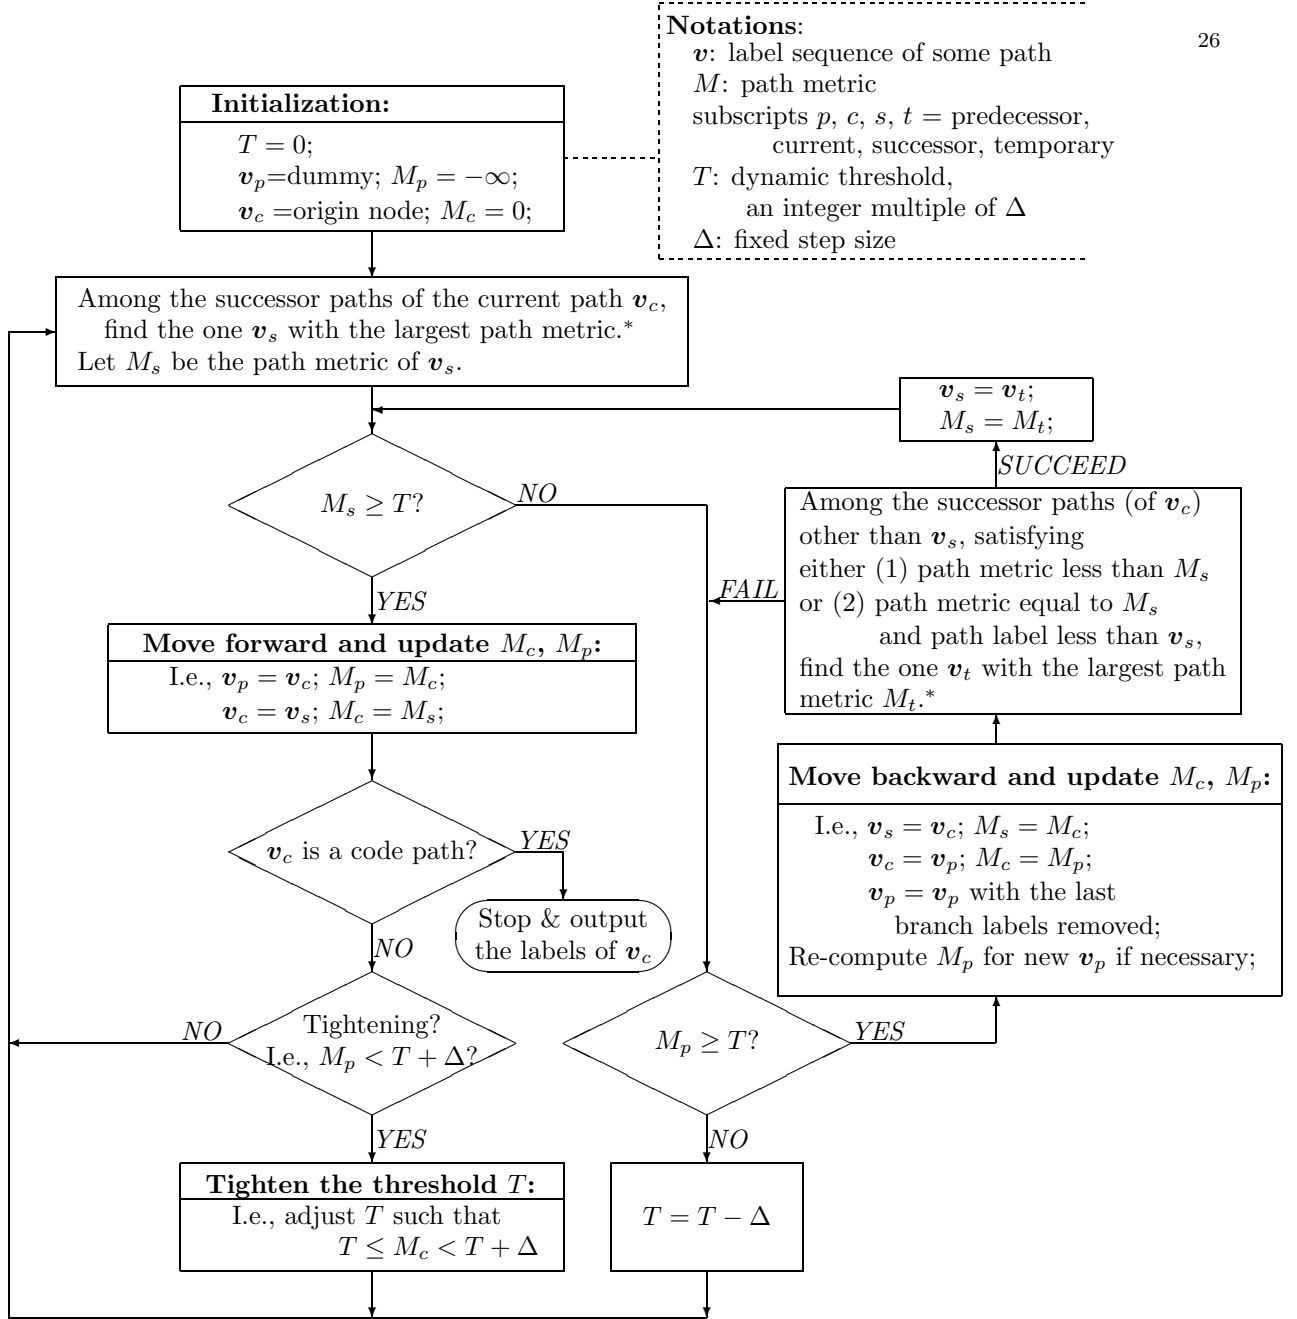 26
Notations:
v: label sequence of some path
M: path metric
subscripts p, c, s, t = predecessor,
current, successor, temporary
T: dynamic threshold,
an integer multiple of Δ
Δ: fixed step size
Initialization:
T = 0;
v_p=dummy; M_p = −∞;
v_c =origin node; M_c = 0;
Among the successor paths of the current path v_c,
find the one v_s with the largest path metric.*
Let M_s be the path metric of v_s.
v_s = v_t;
M_s = M_t;
SUCCEED
M_s ≥ T?
NO
YES
Among the successor paths (of v_c)
other than v_s, satisfying
either (1) path metric less than M_s
or (2) path metric equal to M_s
and path label less than v_s,
find the one v_t with the largest path
metric M_t.*
FAIL
Move forward and update M_c, M_p:
I.e., v_p = v_c; M_p = M_c;
v_c = v_s; M_c = M_s;
Move backward and update M_c, M_p:
I.e., v_s = v_c; M_s = M_c;
v_c = v_p; M_c = M_p;
v_p = v_p with the last
branch labels removed;
Re-compute M_p for new v_p if necessary;
v_c is a code path?
YES
Stop & output
the labels of v_c
NO
Tightening?
I.e., M_p < T + Δ?
NO
YES
M_p ≥ T?
YES
NO
Tighten the threshold T:
I.e., adjust T such that
T ≤ M_c < T + Δ
T = T − Δ